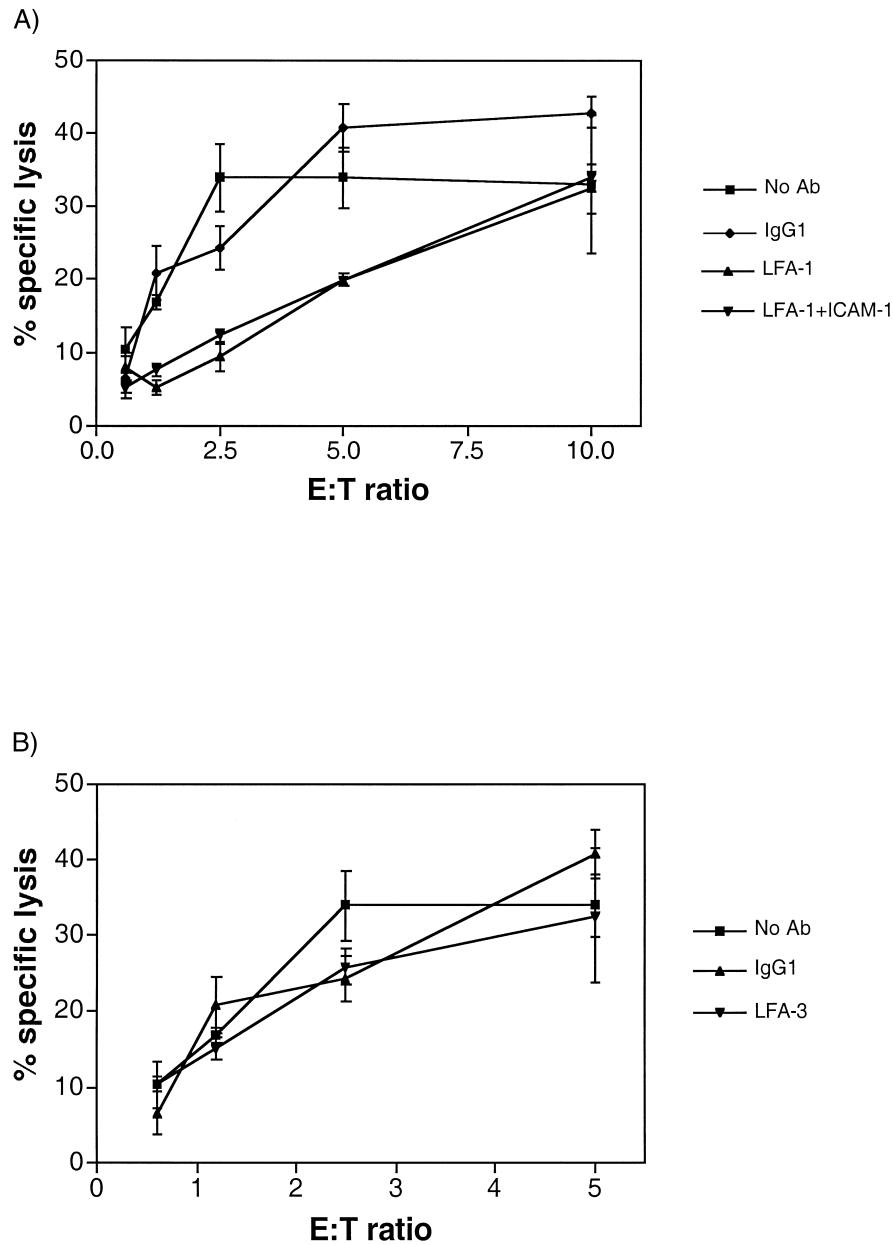 A)
50
40
30
20
10
0
% specific lysis
0.0 2.5 5.0 7.5 10.0
E:T ratio
No Ab
IgG1
LFA-1
LFA-1+ICAM-1
B)
50
40
30
20
10
0
% specific lysis
0 1 2 3 4 5
E:T ratio
No Ab
IgG1
LFA-3